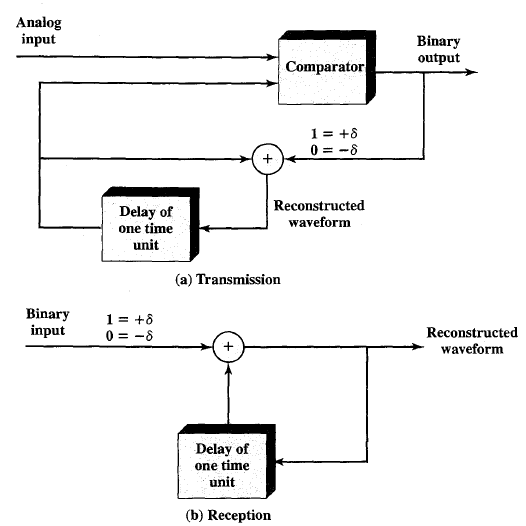 Analog
input
Comparator
Binary
output
1 = +δ
0 = −δ
+
Delay of
one time
unit
Reconstructed
waveform
(a) Transmission
Binary
input
1 = +δ
0 = −δ
+
Reconstructed
waveform
Delay of
one time
unit
(b) Reception